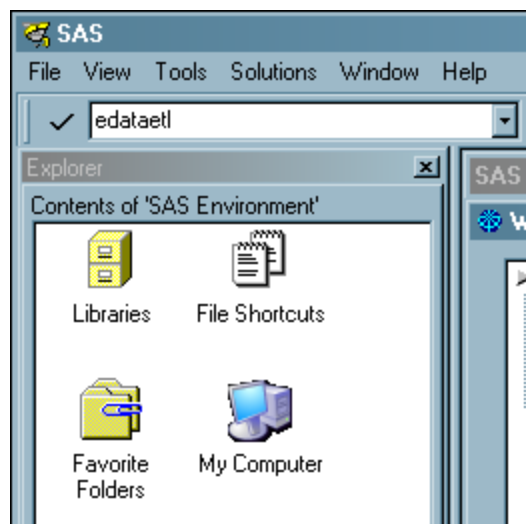 SAS
File View Tools Solutions Window Help
edataetl
Explorer
SAS
Contents of 'SAS Environment'
W
Libraries File Shortcuts
Favorite Folders
My Computer